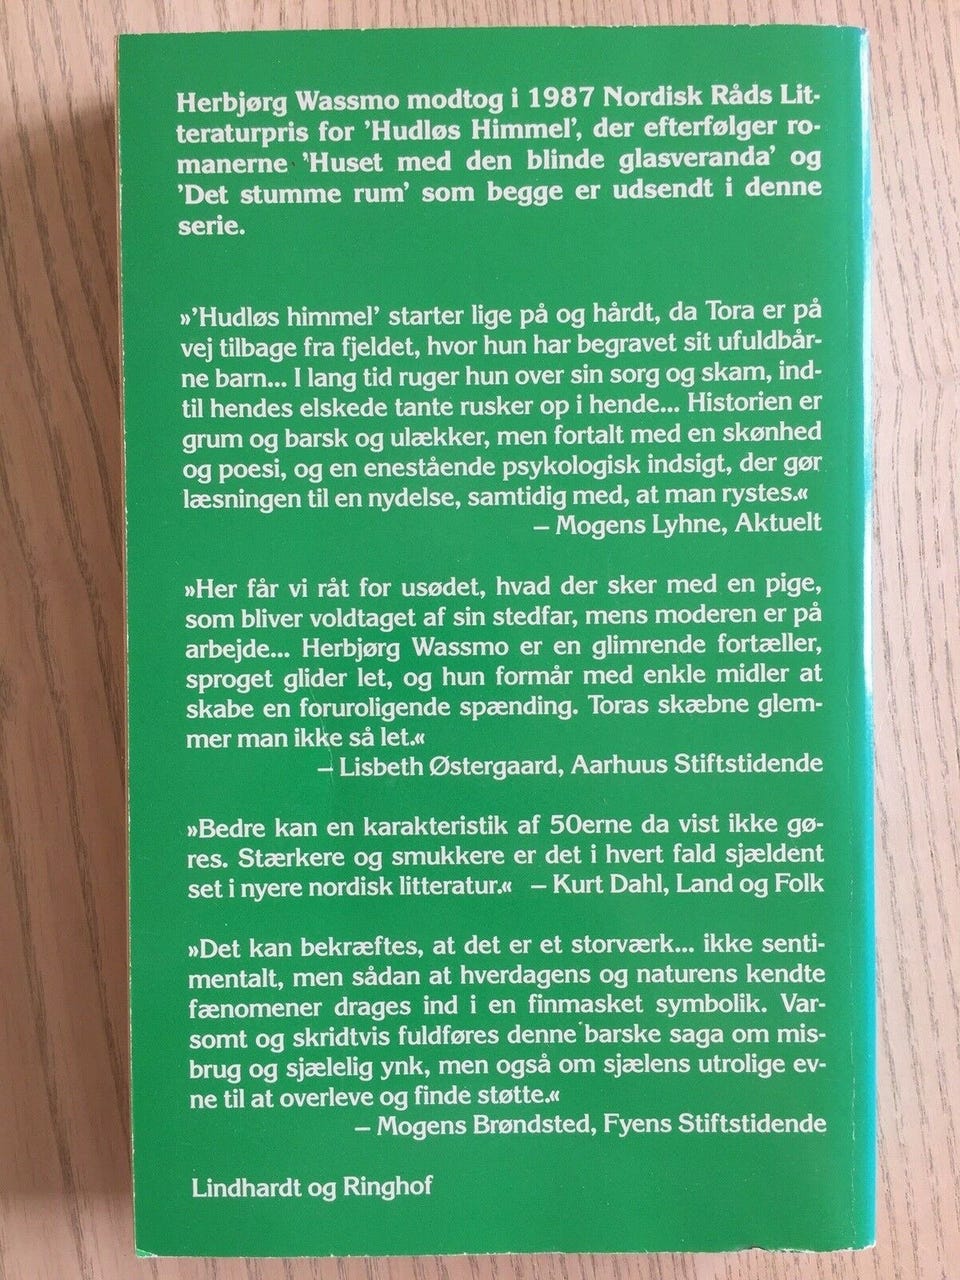 Herbjørg Wassmo modtog i 1987 Nordisk Råds Lit-
teraturpris for 'Hudløs Himmel', der efterfølger ro-
manerne 'Huset med den blinde glasveranda' og
'Det stumme rum' som begge er udsendt i denne
serie.
»'Hudløs himmel' starter lige på og hårdt, da Tora er på
vej tilbage fra fjeldet, hvor hun har begravet sit ufuldbår-
ne barn... I lang tid ruger hun over sin sorg og skam, ind-
til hendes elskede tante rusker op i hende... Historien er
grum og barsk og ulækker, men fortalt med en skønhed
og poesi, og en enestående psykologisk indsigt, der gør
læsningen til en nydelse, samtidig med, at man rystes.«
– Mogens Lyhne, Aktuelt
»Her får vi råt for usødet, hvad der sker med en pige,
som bliver voldtaget af sin stedfar, mens moderen er på
arbejde... Herbjørg Wassmo er en glimrende fortæller,
sproget glider let, og hun formår med enkle midler at
skabe en foruroligende spænding. Toras skæbne glem-
mer man ikke så let.«
– Lisbeth Østergaard, Aarhuus Stiftstidende
»Bedre kan en karakteristik af 50erne da vist ikke gø-
res. Stærkere og smukkere er det i hvert fald sjældent
set i nyere nordisk litteratur.« – Kurt Dahl, Land og Folk
»Det kan bekræftes, at det er et storværk... ikke senti-
mentalt, men sådan at hverdagens og naturens kendte
fænomener drages ind i en finmasket symbolik. Var-
somt og skridtvis fuldføres denne barske saga om mis-
brug og sjælelig ynk, men også om sjælens utrolige ev-
ne til at overleve og finde støtte.«
– Mogens Brøndsted, Fyens Stiftstidende
Lindhardt og Ringhof